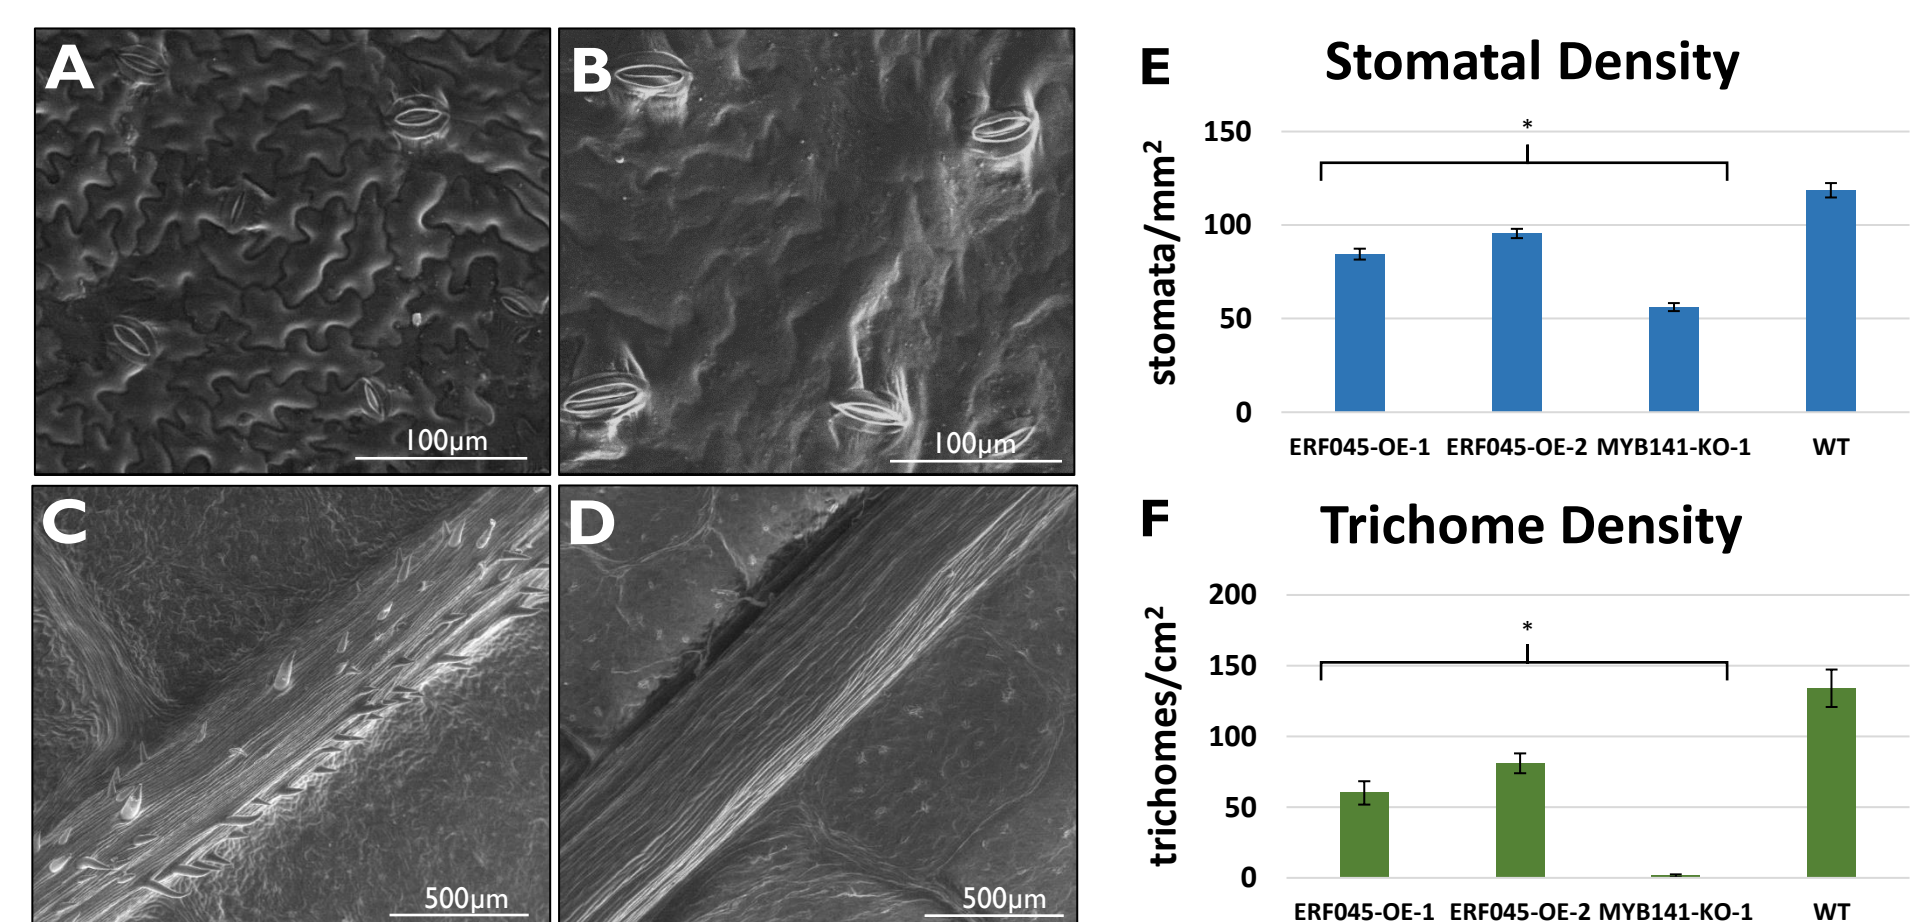 A
100µm
B
100µm
C
500µm
D
500µm
E
Stomatal Density
stomata/mm²
150
100
50
0
*
ERF045-OE-1 ERF045-OE-2 MYB141-KO-1 WT
F
Trichome Density
trichomes/cm²
200
150
100
50
0
*
ERF045-OE-1 ERF045-OE-2 MYB141-KO-1 WT